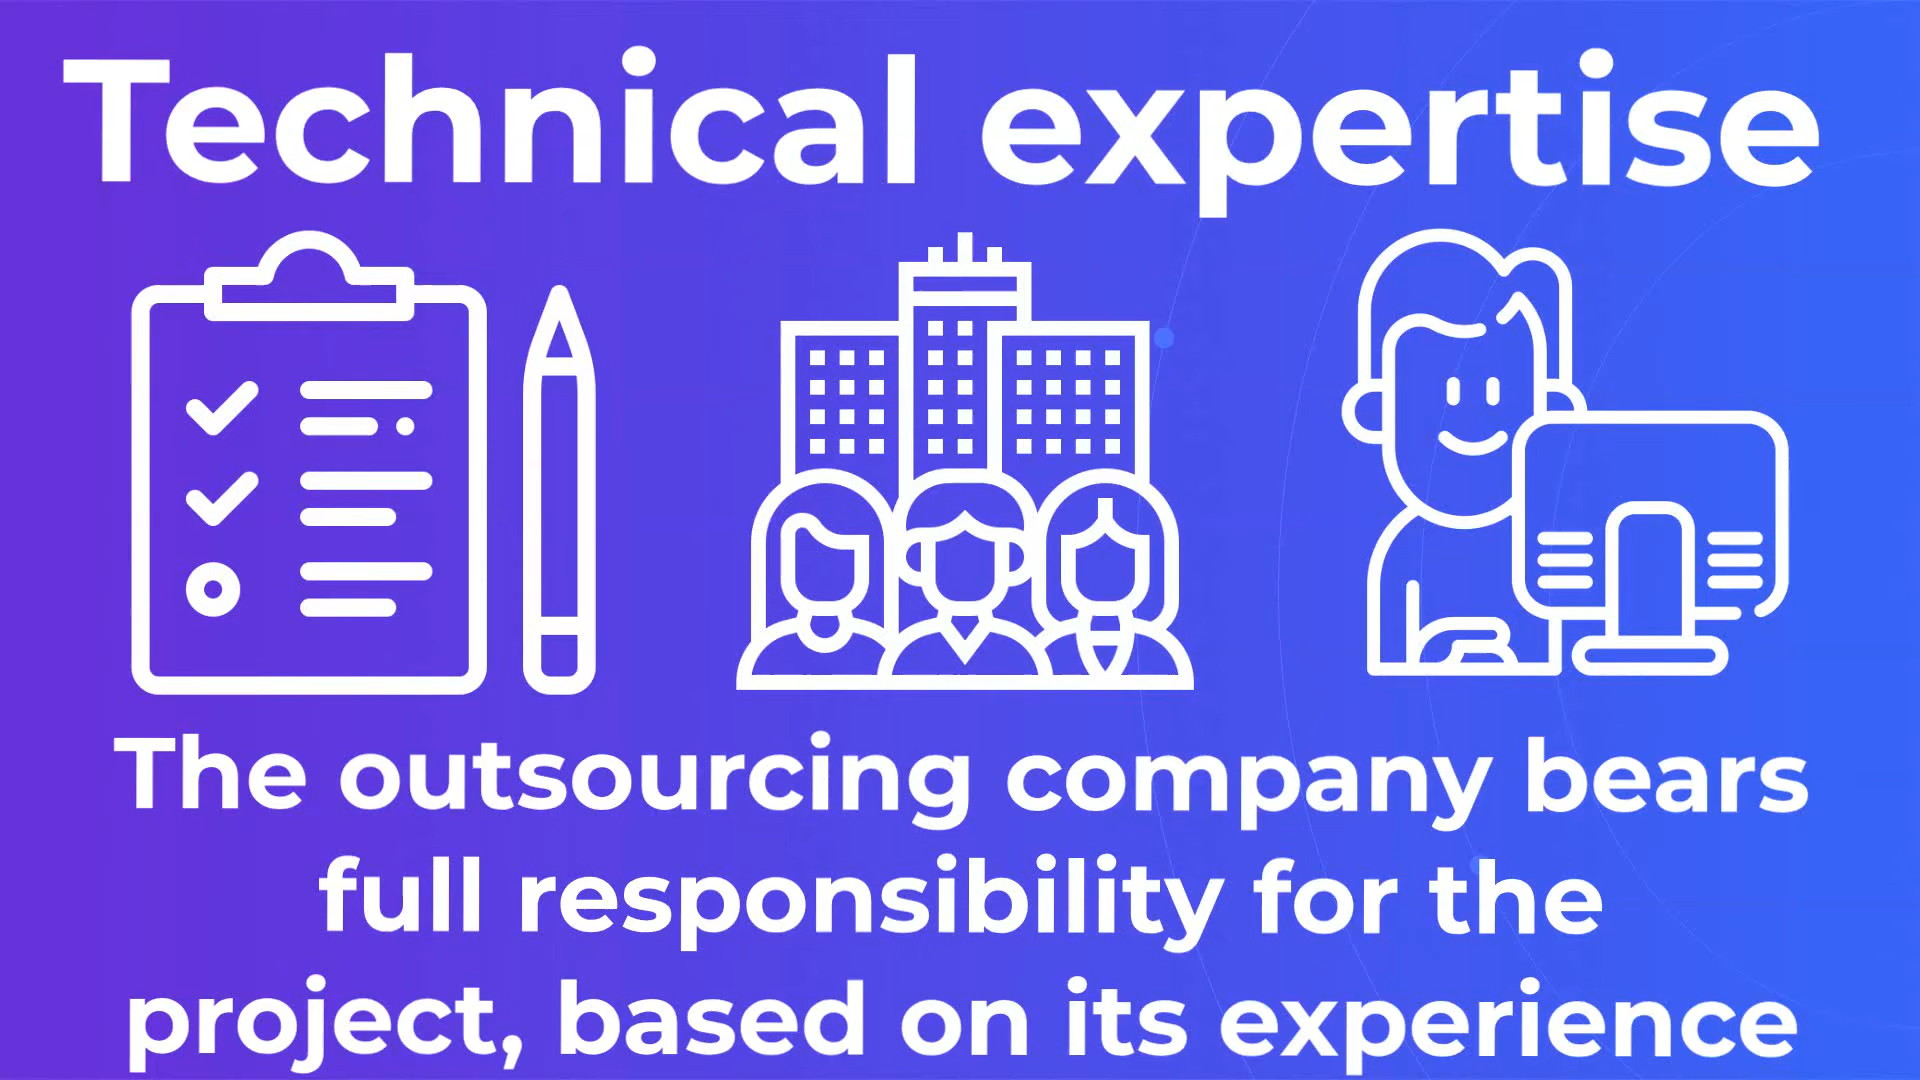 Technical expertise
The outsourcing company bears
full responsibility for the
project, based on its experience